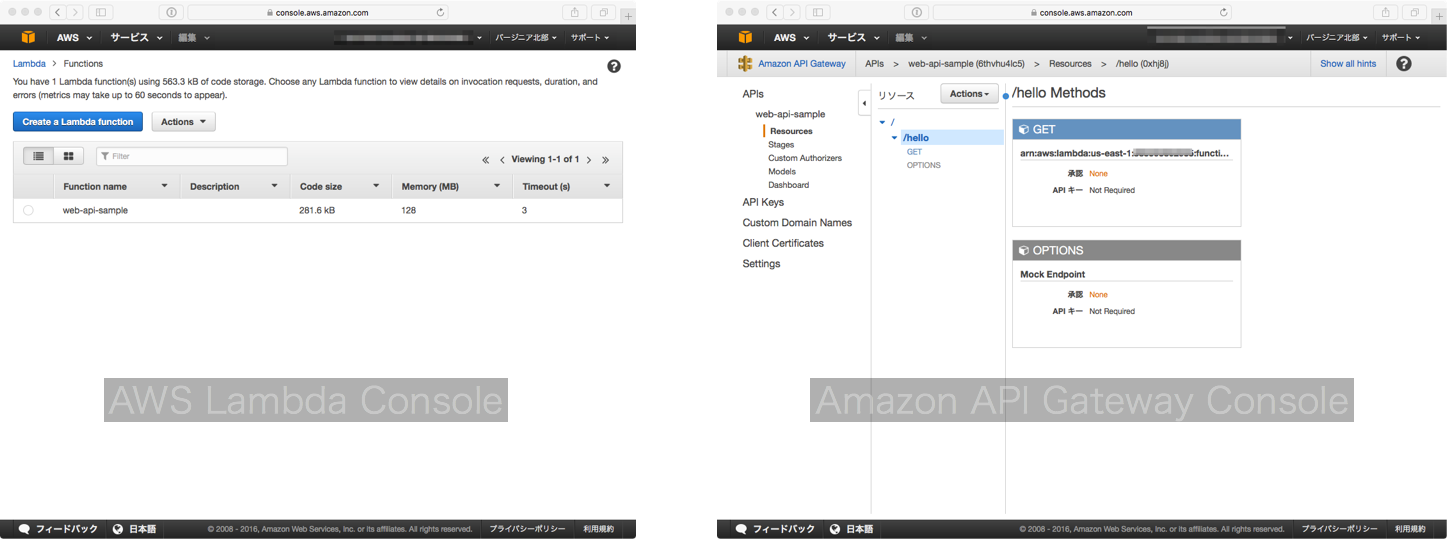 console.aws.amazon.com
AWS サービス 編集 バージニア北部 サポート
Lambda > Functions
You have 1 Lambda function(s) using 563.3 kB of code storage. Choose any Lambda function to view details on invocation requests, duration, and
errors (metrics may take up to 60 seconds to appear).
Create a Lambda function Actions
Filter
« < Viewing 1-1 of 1 > »
Function name Description Code size Memory (MB) Timeout (s)
web-api-sample 281.6 kB 128 3
AWS Lambda Console
フィードバック 日本語 © 2008 - 2016, Amazon Web Services, Inc. or its affiliates. All rights reserved. プライバシーポリシー 利用規約
console.aws.amazon.com
AWS サービス 編集 バージニア北部 サポート
Amazon API Gateway APIs > web-api-sample (6thvhu4lc5) > Resources > /hello (0xhj8j) Show all hints
APIs
web-api-sample
Resources
Stages
Custom Authorizers
Models
Dashboard
API Keys
Custom Domain Names
Client Certificates
Settings
リソース Actions
/
/hello
GET
OPTIONS
/hello Methods
GET
arn:aws:lambda:us-east-1: :functi...
承認 None
API キー Not Required
OPTIONS
Mock Endpoint
承認 None
API キー Not Required
Amazon API Gateway Console
フィードバック 日本語 © 2008 - 2016, Amazon Web Services, Inc. or its affiliates. All rights reserved. プライバシーポリシー 利用規約